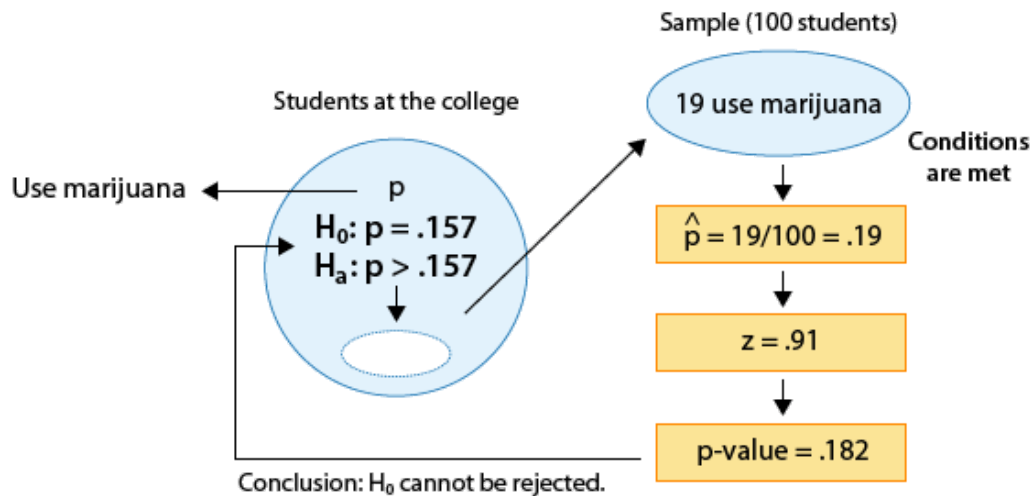 Sample (100 students)
19 use marijuana
Conditions
are met
Students at the college
Use marijuana
p
H₀: p = .157
Hₐ: p > .157
p̂ = 19/100 = .19
z = .91
p-value = .182
Conclusion: H₀ cannot be rejected.